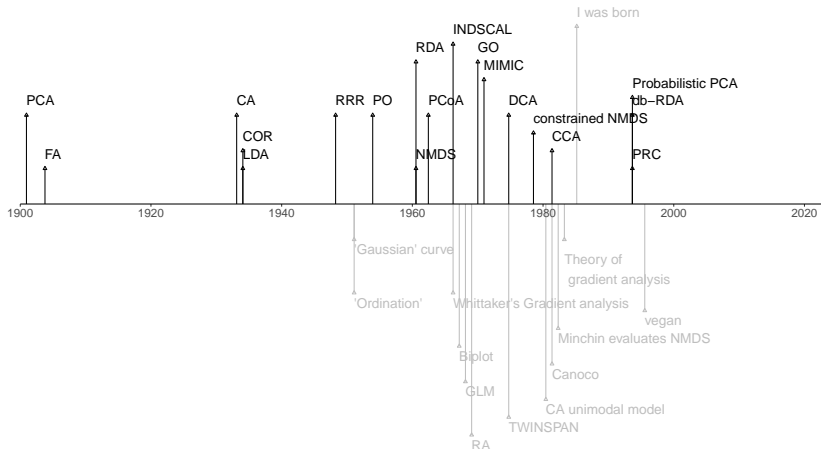 I was born
INDSCAL
RDA
GO
MIMIC
Probabilistic PCA
PCA
CA
RRR
PO
PCoA
DCA
db-RDA
constrained NMDS
COR
CCA
FA
LDA
NMDS
PRC
1900
1920
1940
1960
1980
2000
2020
'Gaussian' curve
Theory of
gradient analysis
'Ordination'
Whittaker's Gradient analysis
vegan
Minchin evaluates NMDS
Biplot
Canoco
GLM
CA unimodal model
TWINSPAN
RA